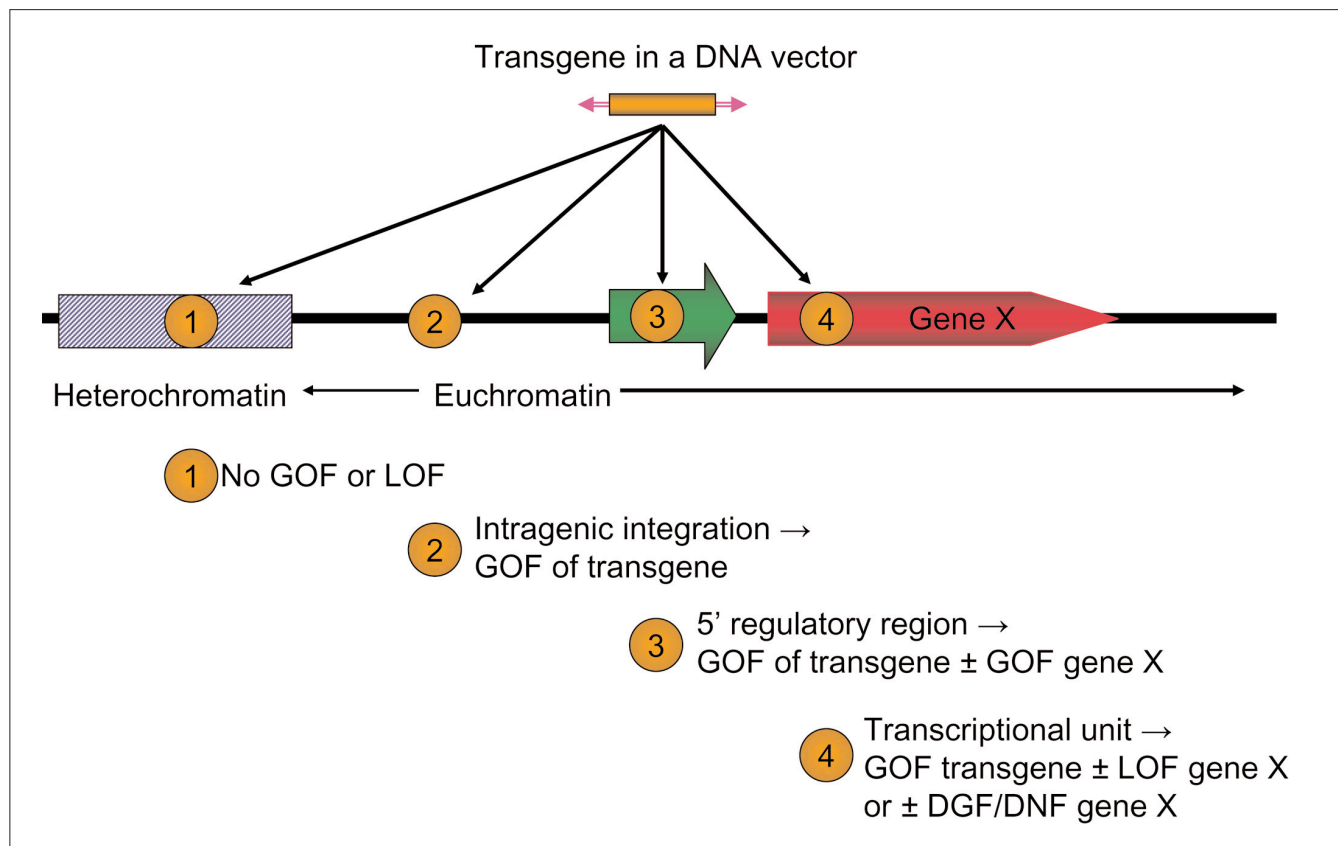 Transgene in a DNA vector
1
2
3
4
Gene X
Heterochromatin
Euchromatin
1 No GOF or LOF
2 Intragenic integration →
GOF of transgene
3 5’ regulatory region →
GOF of transgene ± GOF gene X
4 Transcriptional unit →
GOF transgene ± LOF gene X
or ± DGF/DNF gene X